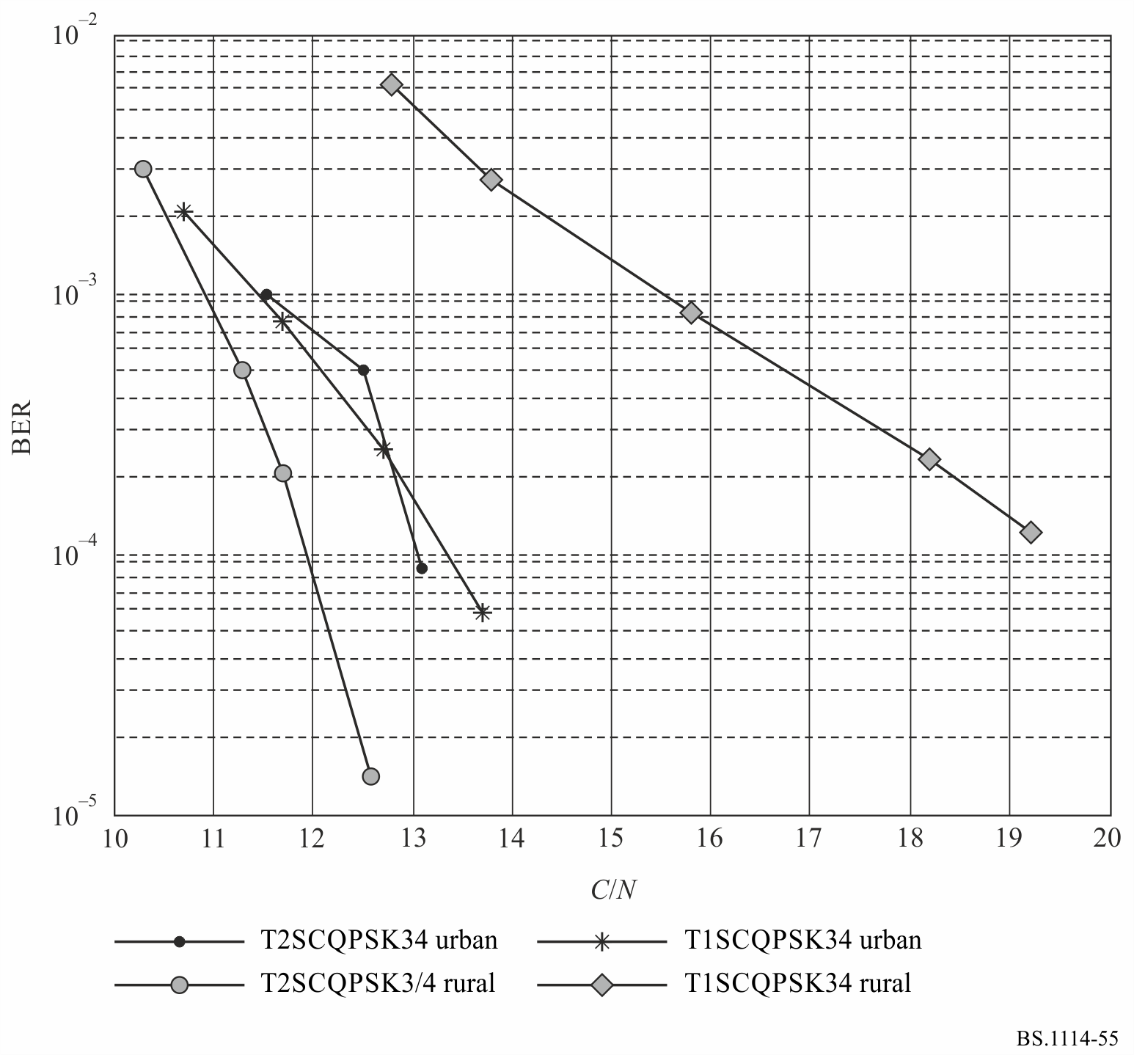 10⁻²
10⁻³
BER
10⁻⁴
10⁻⁵
10 11 12 13 14 15 16 17 18 19 20
C/N
T2SCQPSK34 urban T1SCQPSK34 urban
T2SCQPSK3/4 rural T1SCQPSK34 rural
BS.1114-55